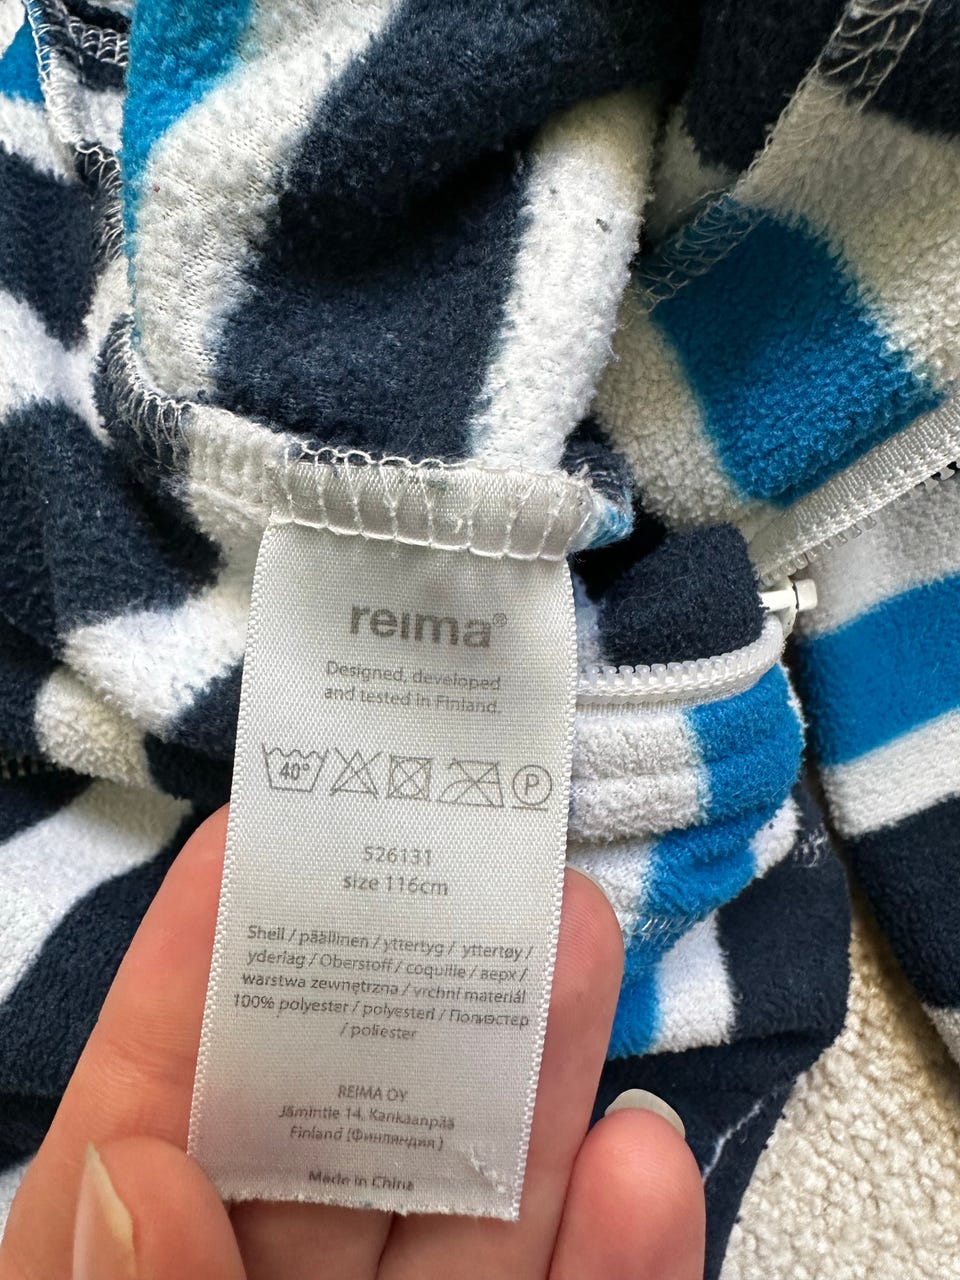 reima®
Designed, developed
and tested in Finland.
40° P
526131
size 116cm
Shell / päällinen / yttertyg / yttertøy /
yderlag / Oberstoff / coquille / верх /
warstwa zewnętrzna / vrchní materiál
100% polyester / polyesteri / Полиэстер
/ poliester
REIMA OY
Jämintie 14, Kankaanpää
Finland (Финляндия)
Made in China